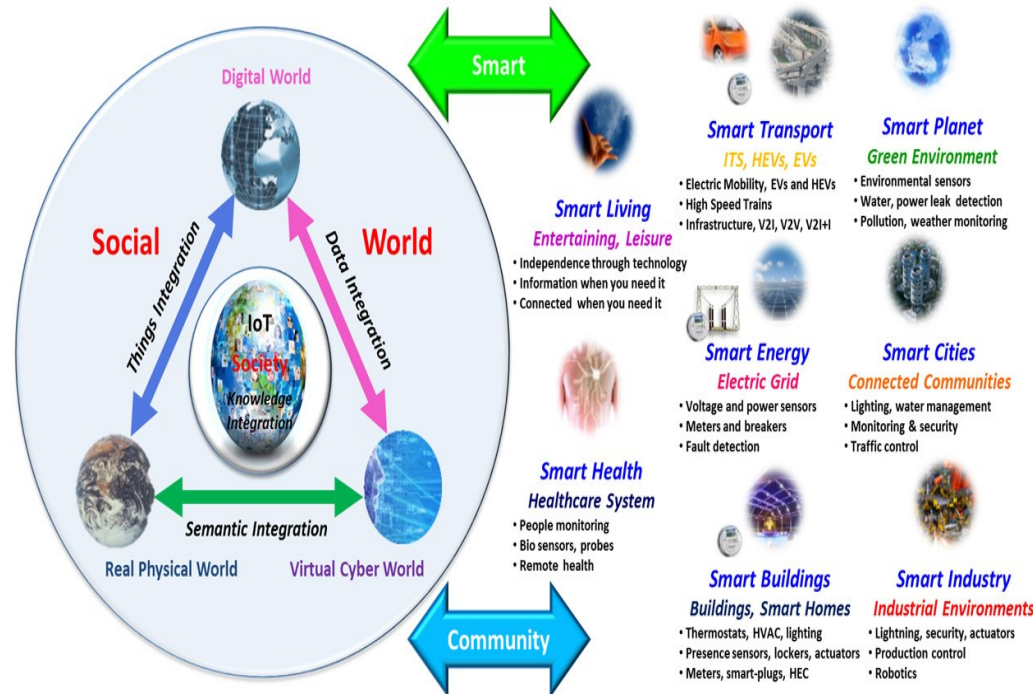 Digital World
Social World
Things Integration
Data Integration
IoT
Society
Knowledge
Integration
Semantic Integration
Real Physical World
Virtual Cyber World
Smart
Community
Smart Living
Entertaining, Leisure
• Independence through technology
• Information when you need it
• Connected when you need it
Smart Health
Healthcare System
• People monitoring
• Bio sensors, probes
• Remote health
Smart Transport
ITS, HEVs, EVs
• Electric Mobility, EVs and HEVs
• High Speed Trains
• Infrastructure, V2I, V2V, V2I+I
Smart Planet
Green Environment
• Environmental sensors
• Water, power leak detection
• Pollution, weather monitoring
Smart Energy
Electric Grid
• Voltage and power sensors
• Meters and breakers
• Fault detection
Smart Cities
Connected Communities
• Lighting, water management
• Monitoring & security
• Traffic control
Smart Buildings
Buildings, Smart Homes
• Thermostats, HVAC, lighting
• Presence sensors, lockers, actuators
• Meters, smart-plugs, HEC
Smart Industry
Industrial Environments
• Lightning, security, actuators
• Production control
• Robotics